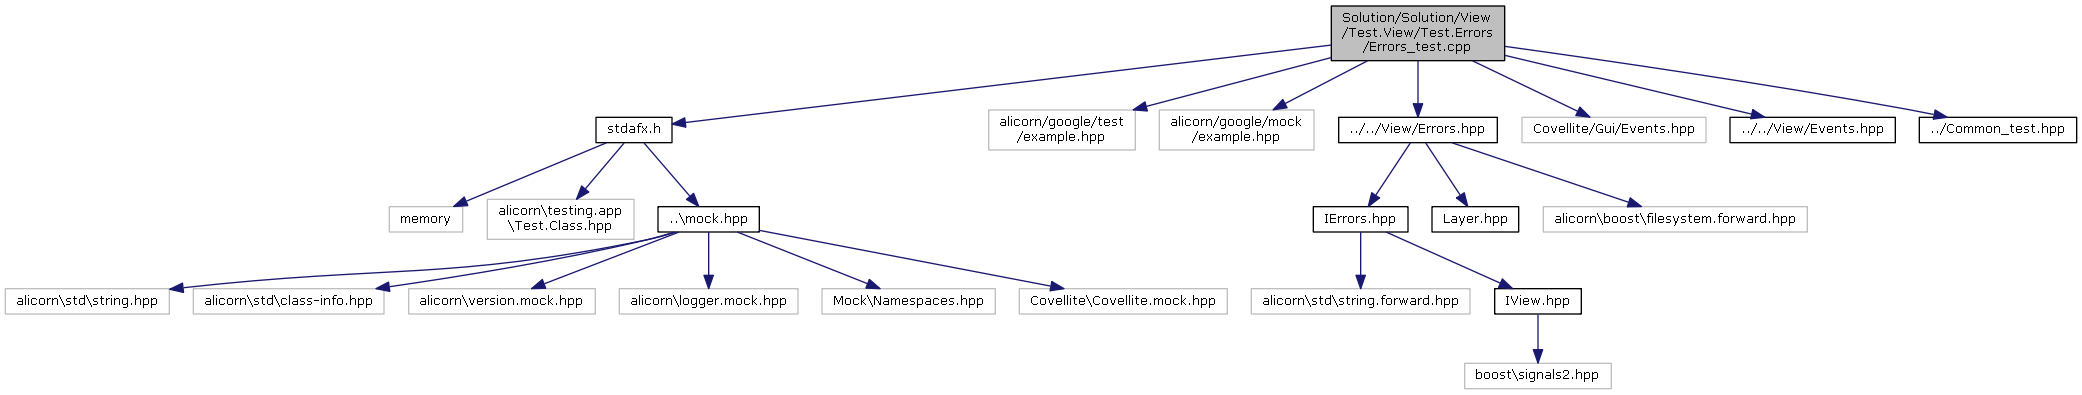 Solution/Solution/View
/Test.View/Test.Errors
/Errors_test.cpp
stdafx.h
alicorn/google/test
/example.hpp
alicorn/google/mock
/example.hpp
../../View/Errors.hpp
Covellite/Gui/Events.hpp
../../View/Events.hpp
../Common_test.hpp
memory
alicorn\testing.app
\Test.Class.hpp
..\mock.hpp
IErrors.hpp
Layer.hpp
alicorn\boost\filesystem.forward.hpp
alicorn\std\string.hpp
alicorn\std\class-info.hpp
alicorn\version.mock.hpp
alicorn\logger.mock.hpp
Mock\Namespaces.hpp
Covellite\Covellite.mock.hpp
alicorn\std\string.forward.hpp
IView.hpp
boost\signals2.hpp